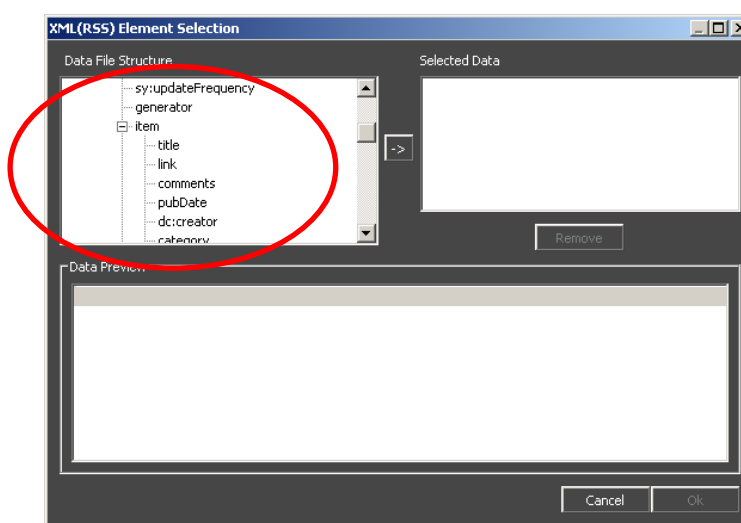 XML(RSS) Element Selection
Data File Structure
Selected Data
sy:updateFrequency
generator
item
title
link
comments
pubDate
dc:creator
category
->
Remove
Data Preview
Cancel
Ok